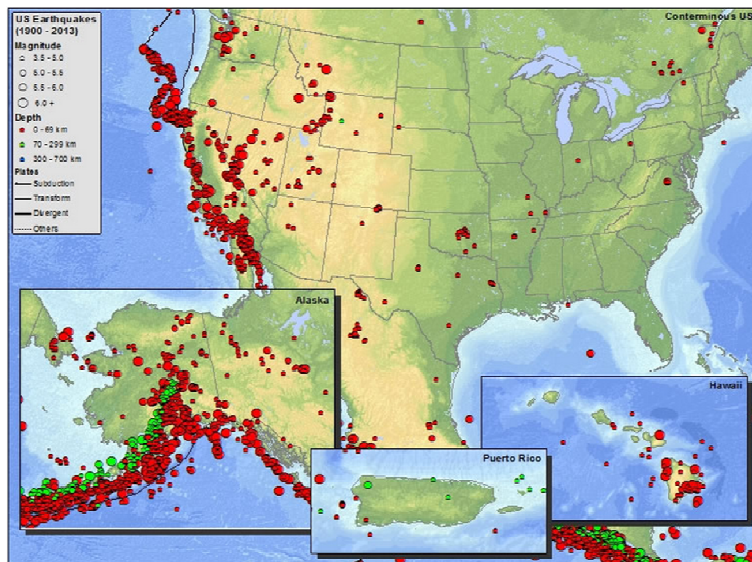 US Earthquakes
(1900 - 2013)
Magnitude
3.5 - 5.0
5.0 - 5.5
5.5 - 6.0
6.0 +
Depth
0 - 69 km
70 - 299 km
300 - 700 km
Plates
Subduction
Transform
Divergent
Others
Conterminous US
Alaska
Hawaii
Puerto Rico